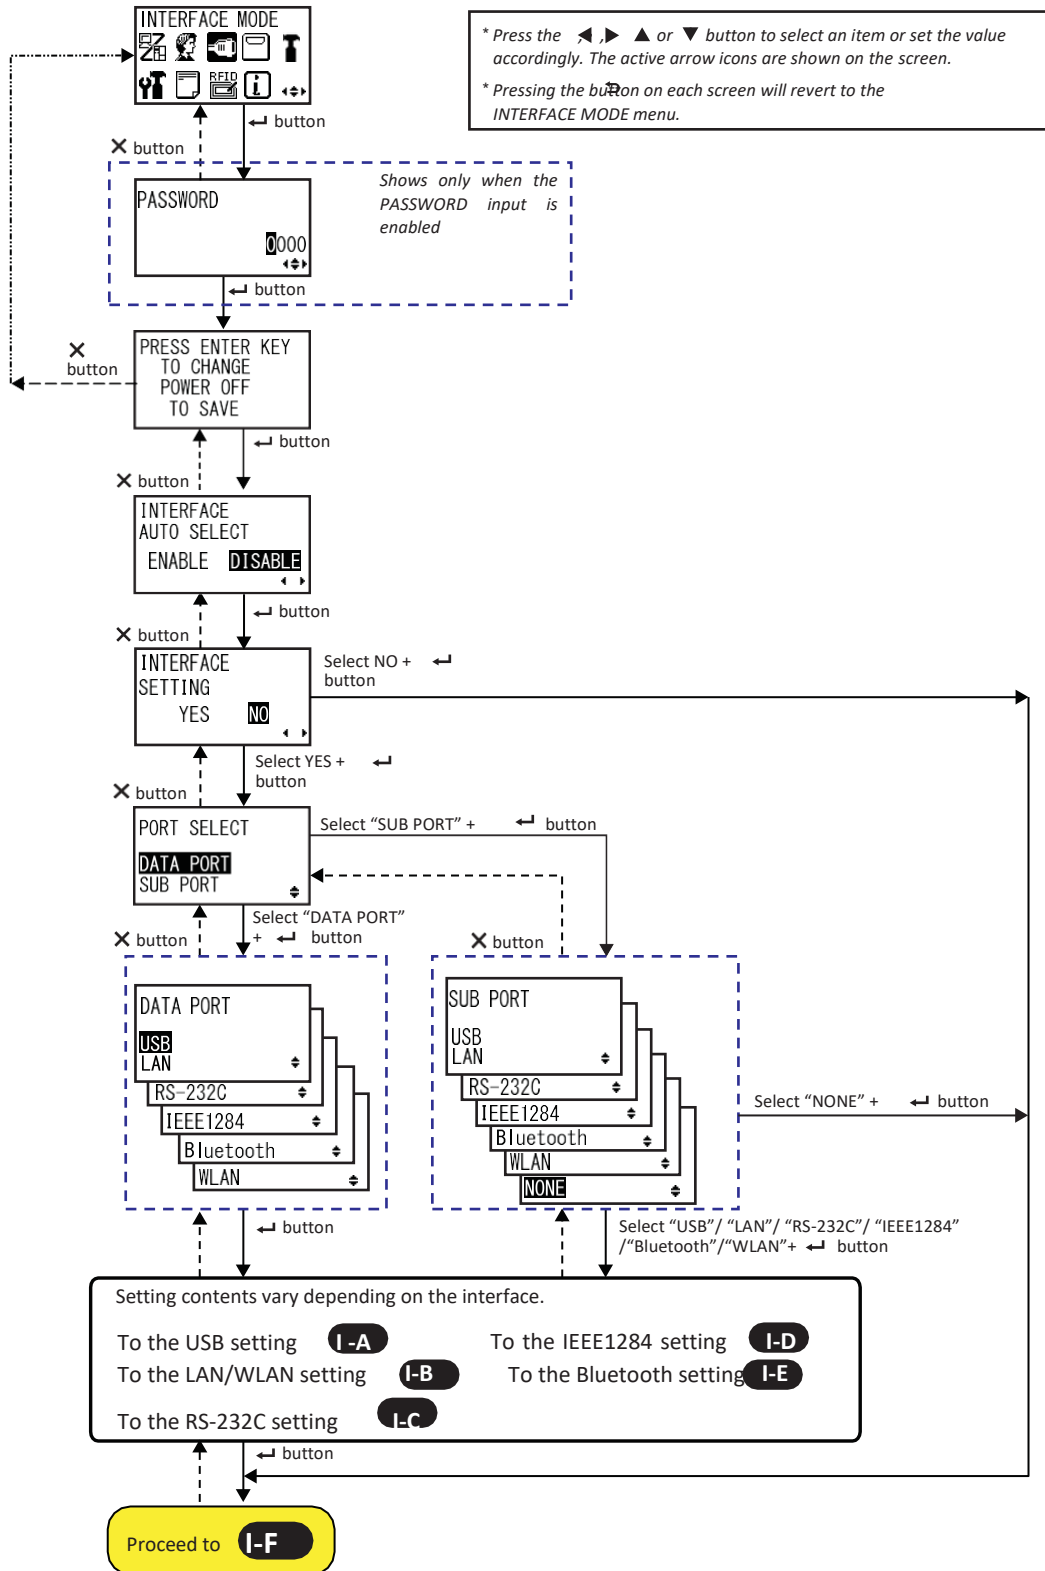 INTERFACE MODE
RFID
* Press the ◀ ,▶ ▲ or ▼ button to select an item or set the value
accordingly. The active arrow icons are shown on the screen.
* Pressing the button on each screen will revert to the
INTERFACE MODE menu.
↵ button
✕ button
PASSWORD
0000
Shows only when the
PASSWORD input is
enabled
↵ button
PRESS ENTER KEY
TO CHANGE
POWER OFF
TO SAVE
✕
button
↵ button
✕ button
INTERFACE
AUTO SELECT
ENABLE DISABLE
↵ button
✕ button
INTERFACE
SETTING
YES NO
Select NO + ↵
button
Select YES + ↵
button
✕ button
PORT SELECT
DATA PORT
SUB PORT
Select “SUB PORT” + ↵ button
Select “DATA PORT”
+ ↵ button
✕ button
✕ button
DATA PORT
USB
LAN
RS-232C
IEEE1284
Bluetooth
WLAN
SUB PORT
USB
LAN
RS-232C
IEEE1284
Bluetooth
WLAN
NONE
Select “NONE” + ↵ button
↵ button
Select “USB”/ “LAN”/ “RS-232C”/ “IEEE1284”
/“Bluetooth”/“WLAN”+ ↵ button
Setting contents vary depending on the interface.
To the USB setting I -A
To the IEEE1284 setting I-D
To the LAN/WLAN setting I-B
To the Bluetooth setting I-E
To the RS-232C setting I-C
↵ button
Proceed to I-F